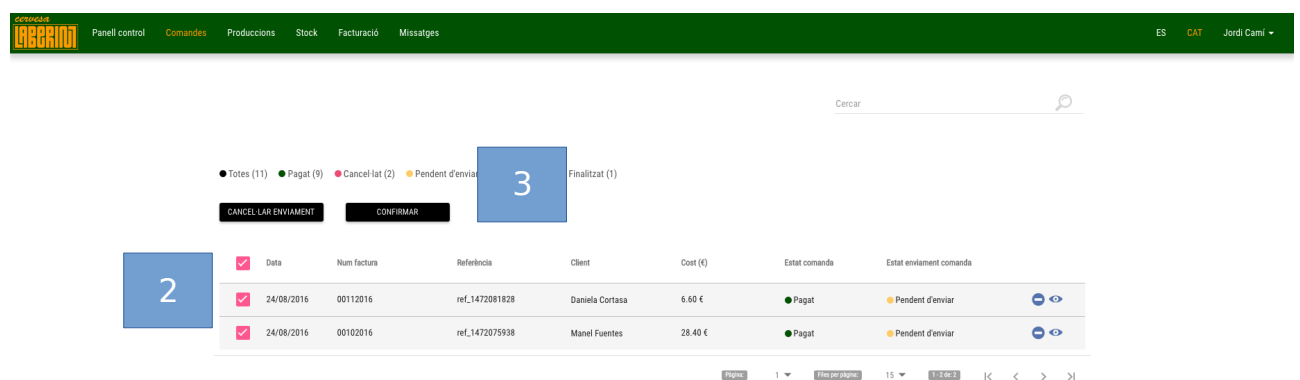 cervesa
LABERINT
Panell control Comandes Produccions Stock Facturació Missatges ES CAT Jordi Camí
Cercar
Totes (11) Pagat (9) Cancel·lat (2) Pendent d'enviar Finalitzat (1)
3
CANCEL·LAR ENVIAMENT CONFIRMAR
2
Data Num factura Referència Client Cost (€) Estat comanda Estat enviament comanda
24/08/2016 00112016 ref_1472081828 Daniela Cortasa 6.60 € Pagat Pendent d'enviar
24/08/2016 00102016 ref_1472075938 Manel Fuentes 28.40 € Pagat Pendent d'enviar
Pàgina: 1 Files per pàgina: 15 1 - 2 de: 2